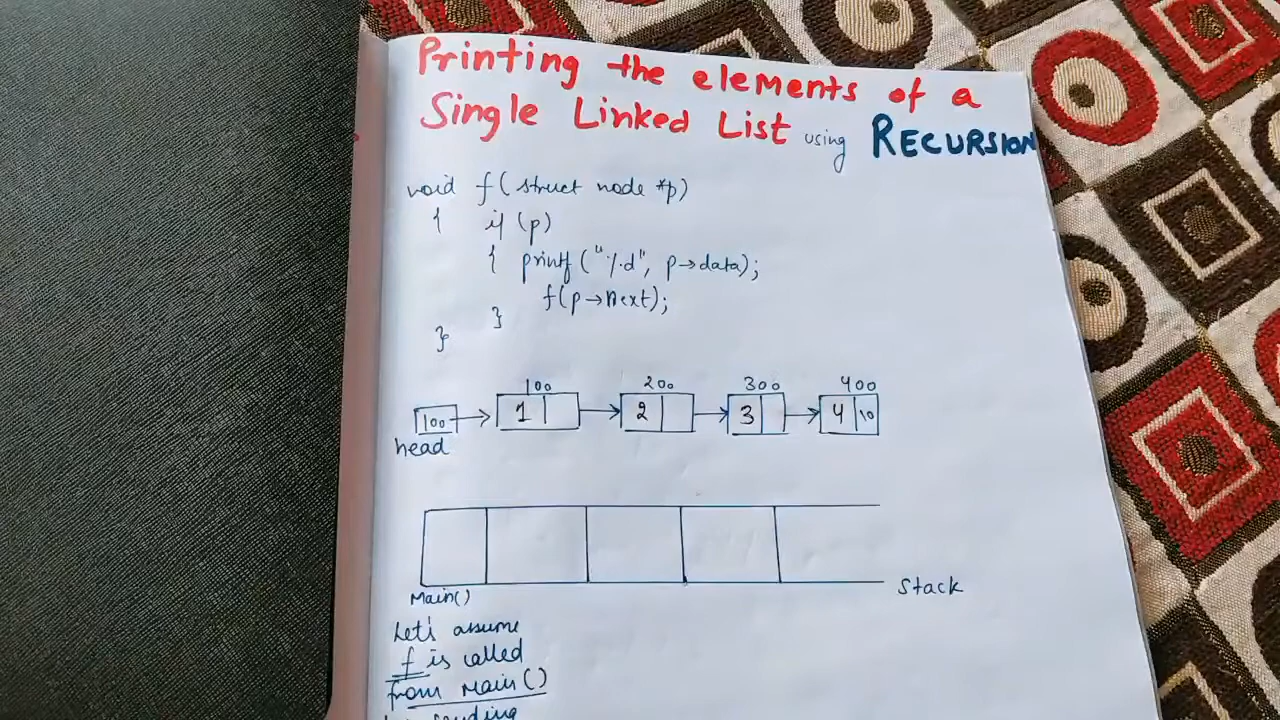 Printing the elements of a
Single Linked List using RECURSION
void f(struct node *p)
{ if (p)
{ printf ("%d", p→data);
f(p→next);
}
}
100 200 300 400
100 1 2 3 4 \0
head
Stack
Main()
Let's assume
f is called
from Main()